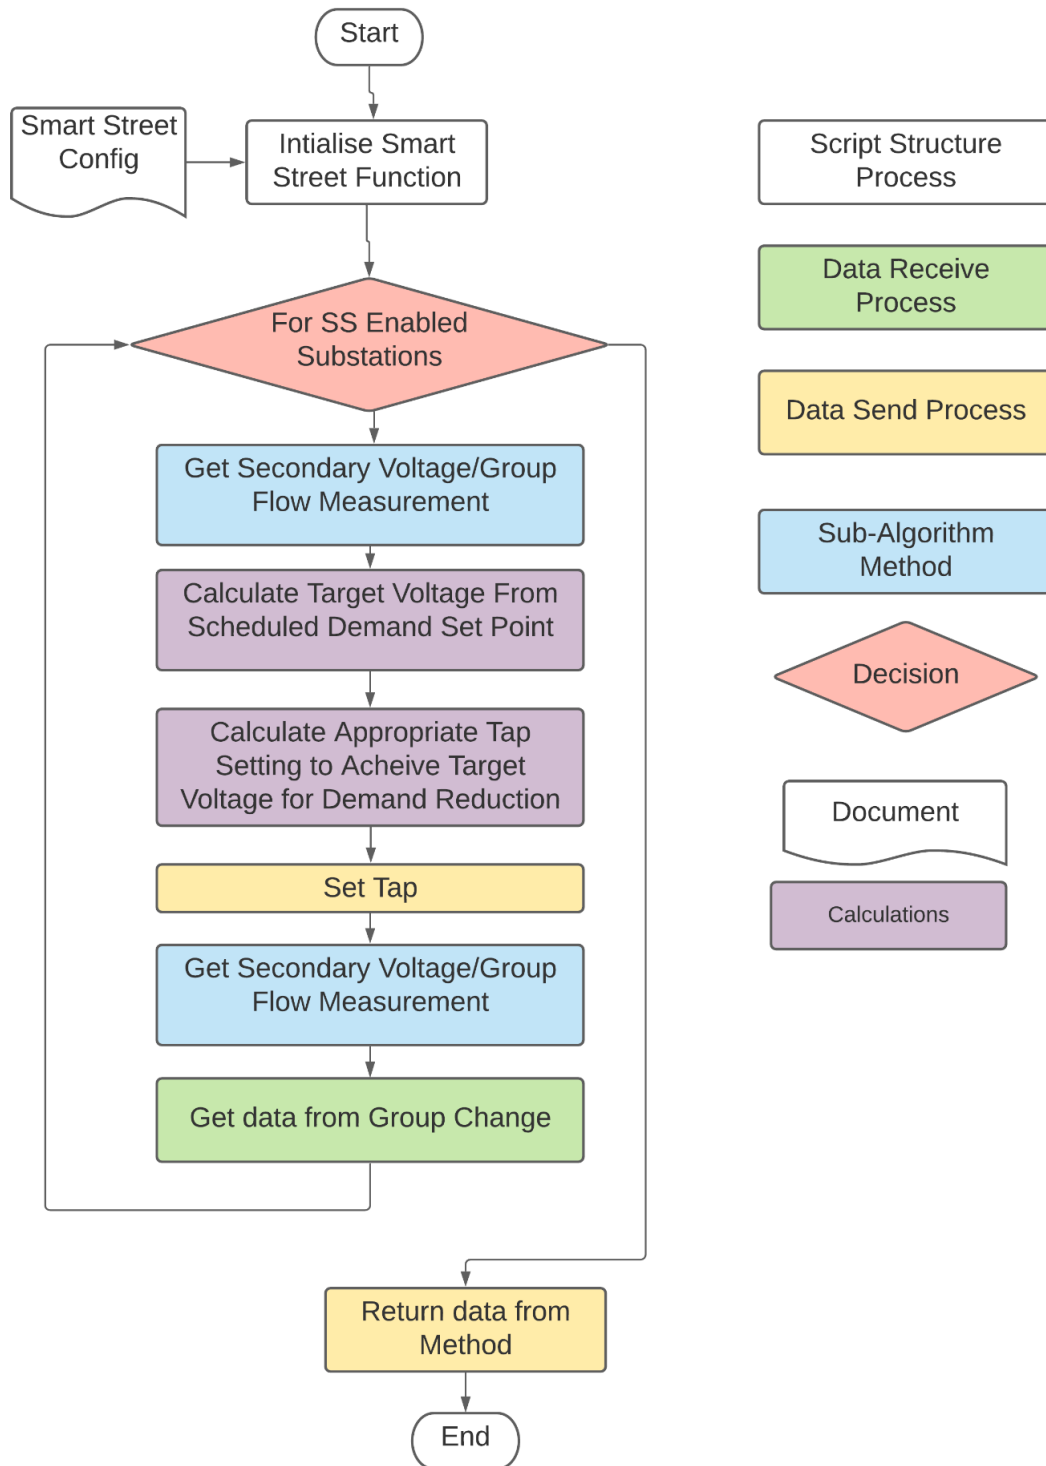 Start
Smart Street
Config
Intialise Smart
Street Function
For SS Enabled
Substations
Get Secondary Voltage/Group
Flow Measurement
Calculate Target Voltage From
Scheduled Demand Set Point
Calculate Appropriate Tap
Setting to Acheive Target
Voltage for Demand Reduction
Set Tap
Get Secondary Voltage/Group
Flow Measurement
Get data from Group Change
Return data from
Method
End
Script Structure
Process
Data Receive
Process
Data Send Process
Sub-Algorithm
Method
Decision
Document
Calculations